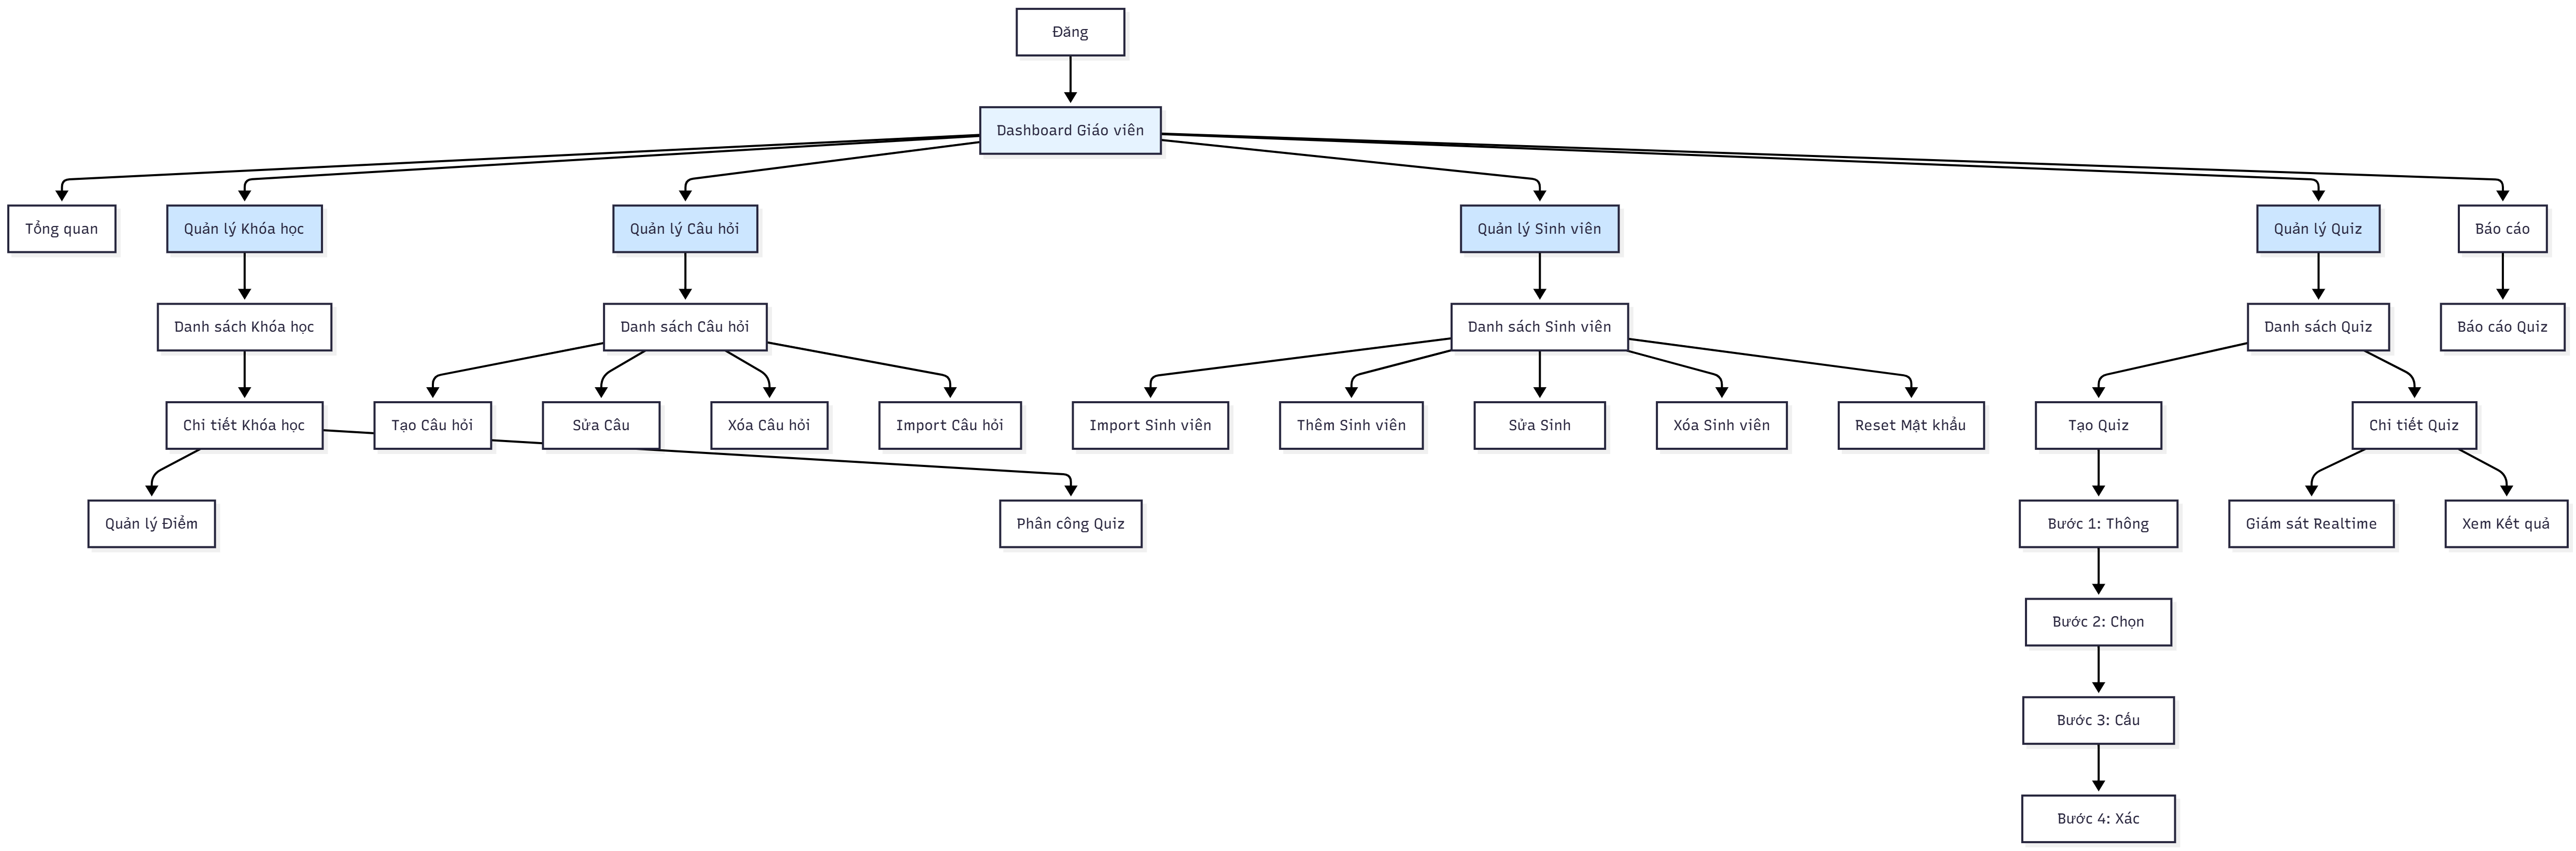 Đăng
Dashboard Giáo viên
Tổng quan
Quản lý Khóa học
Quản lý Câu hỏi
Quản lý Sinh viên
Quản lý Quiz
Báo cáo
Danh sách Khóa học
Danh sách Câu hỏi
Danh sách Sinh viên
Danh sách Quiz
Báo cáo Quiz
Chi tiết Khóa học
Tạo Câu hỏi
Sửa Câu
Xóa Câu hỏi
Import Câu hỏi
Import Sinh viên
Thêm Sinh viên
Sửa Sinh
Xóa Sinh viên
Reset Mật khẩu
Tạo Quiz
Chi tiết Quiz
Quản lý Điểm
Phân công Quiz
Bước 1: Thông
Giám sát Realtime
Xem Kết quả
Bước 2: Chọn
Bước 3: Cấu
Bước 4: Xác